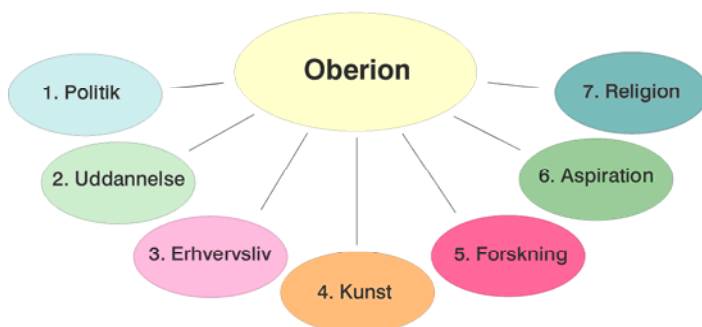 Oberion
1. Politik
2. Uddannelse
3. Erhvervsliv
4. Kunst
5. Forskning
6. Aspiration
7. Religion